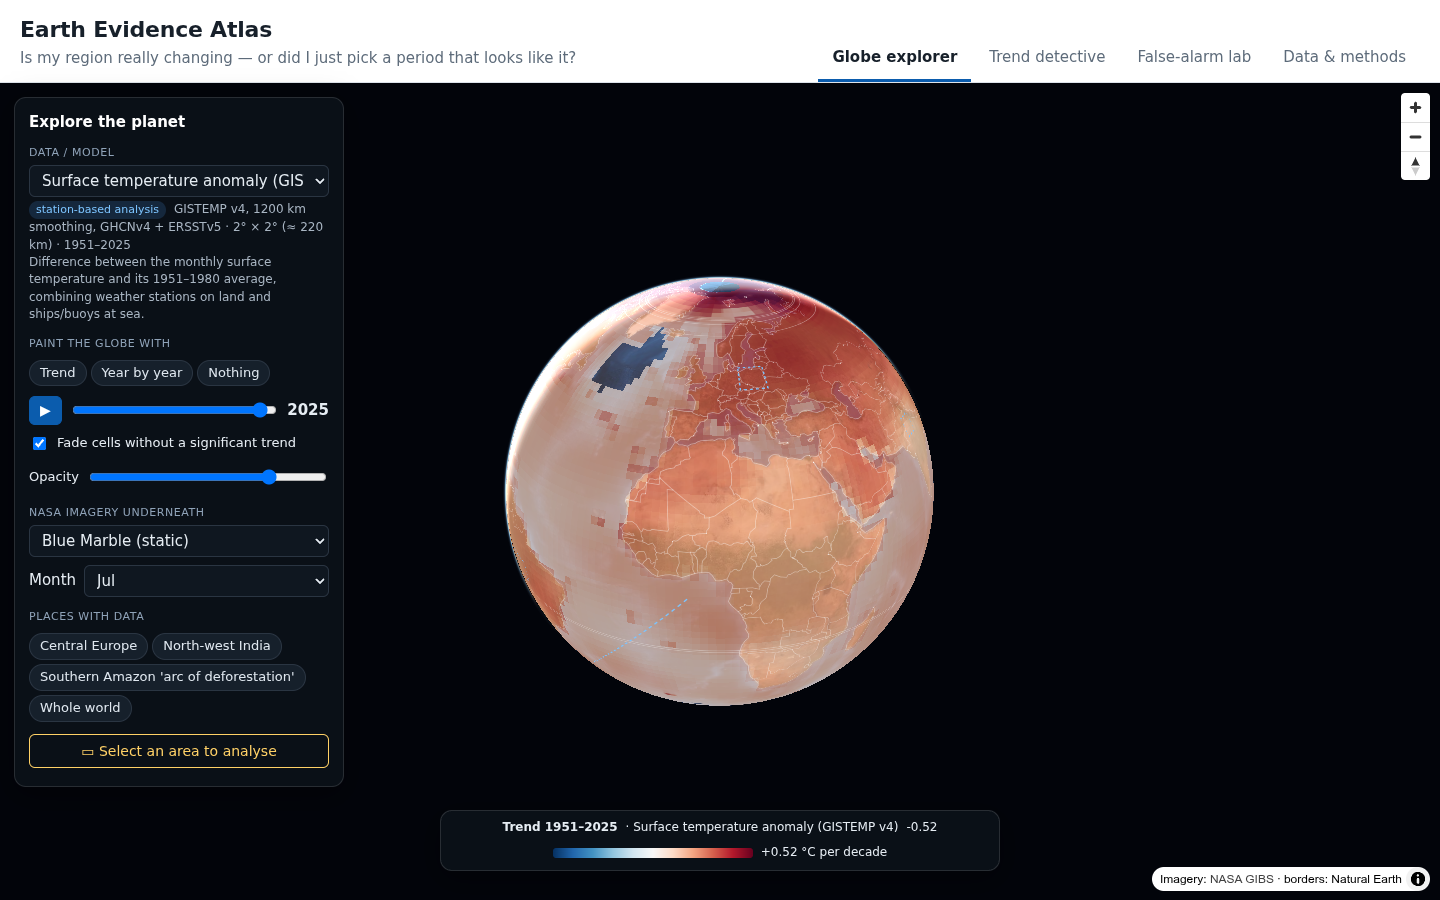 Earth Evidence Atlas
Is my region really changing — or did I just pick a period that looks like it?
Globe explorer
Trend detective
False-alarm lab
Data & methods
Explore the planet
DATA / MODEL
Surface temperature anomaly (GIS
station-based analysis GISTEMP v4, 1200 km
smoothing, GHCNv4 + ERSSTv5 · 2° × 2° (≈ 220
km) · 1951–2025
Difference between the monthly surface
temperature and its 1951–1980 average,
combining weather stations on land and
ships/buoys at sea.
PAINT THE GLOBE WITH
Trend
Year by year
Nothing
2025
Fade cells without a significant trend
Opacity
NASA IMAGERY UNDERNEATH
Blue Marble (static)
Month
Jul
PLACES WITH DATA
Central Europe
North-west India
Southern Amazon 'arc of deforestation'
Whole world
Select an area to analyse
Trend 1951–2025 · Surface temperature anomaly (GISTEMP v4) -0.52
+0.52 °C per decade
Imagery: NASA GIBS · borders: Natural Earth